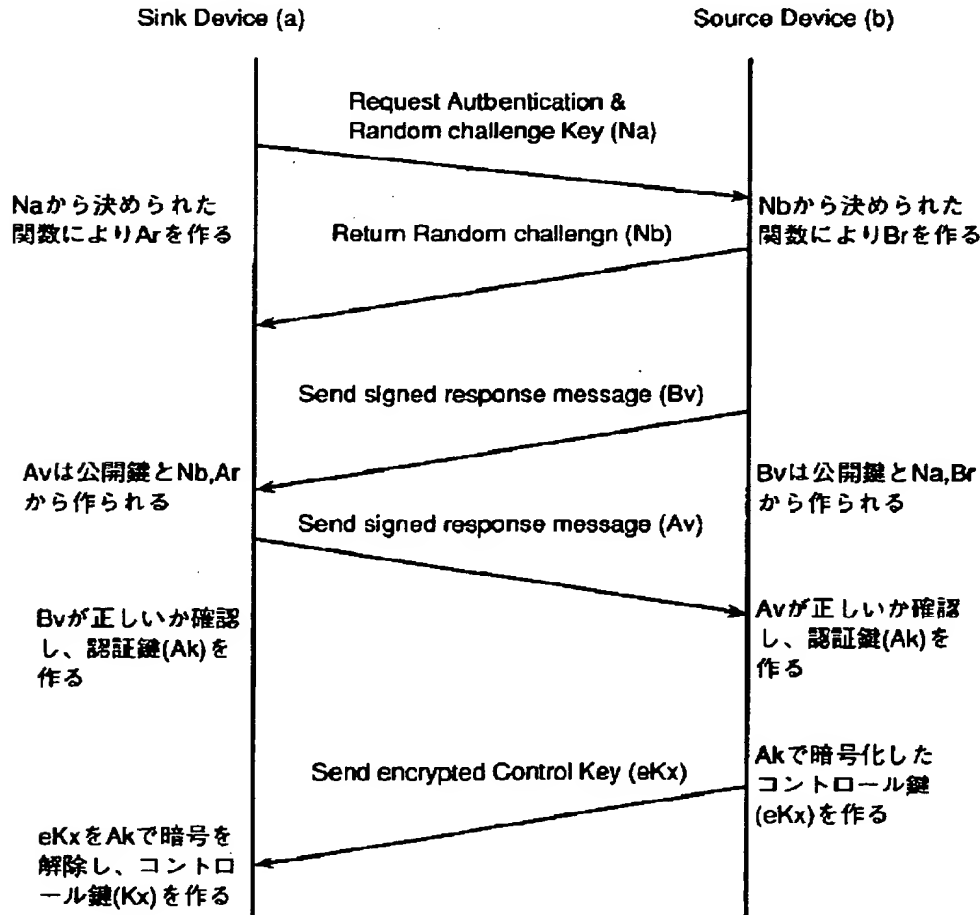 Sink Device (a)
Source Device (b)
Request Autbentication &
Random challenge Key (Na)
Naから決められた
関数によりArを作る
Nbから決められた
関数によりBrを作る
Return Random challengn (Nb)
Send signed response message (Bv)
Avは公開鍵とNb,Ar
から作られる
Bvは公開鍵とNa,Br
から作られる
Send signed response message (Av)
Bvが正しいか確認
し、認証鍵(Ak)を
作る
Avが正しいか確認
し、認証鍵(Ak)を
作る
Send encrypted Control Key (eKx)
Akで暗号化した
コントロール鍵
(eKx)を作る
eKxをAkで暗号を
解除し、コントロ
ール鍵(Kx)を作る